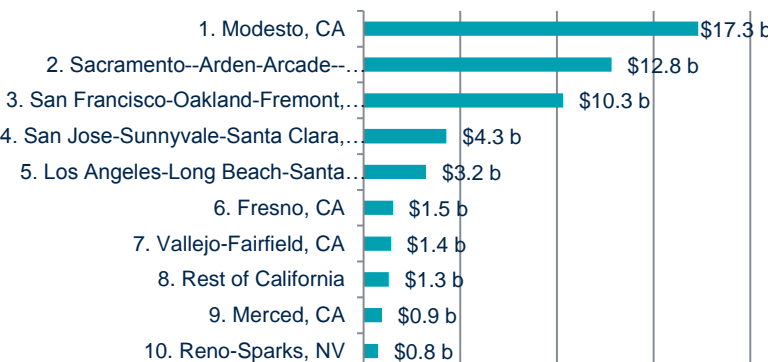 1. Modesto, CA $17.3 b
2. Sacramento--Arden-Arcade--… $12.8 b
3. San Francisco-Oakland-Fremont,… $10.3 b
4. San Jose-Sunnyvale-Santa Clara,… $4.3 b
5. Los Angeles-Long Beach-Santa… $3.2 b
6. Fresno, CA $1.5 b
7. Vallejo-Fairfield, CA $1.4 b
8. Rest of California $1.3 b
9. Merced, CA $0.9 b
10. Reno-Sparks, NV $0.8 b